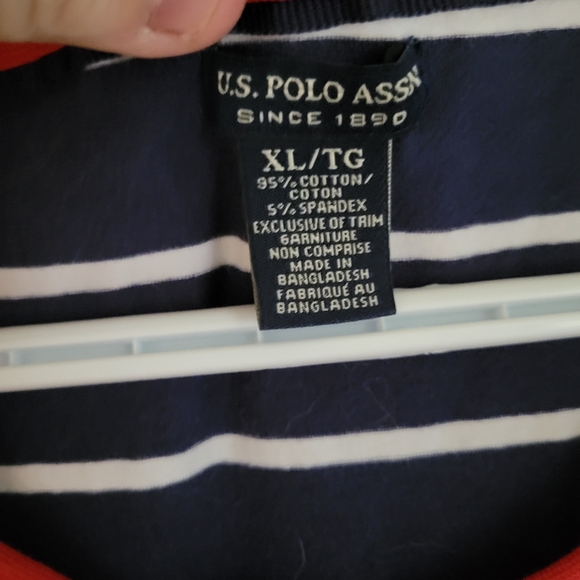 U.S. POLO ASSN
SINCE 1890
XL/TG
95% COTTON/
COTON
5% SPANDEX
EXCLUSIVE OF TRIM
GARNITURE
NON COMPRISE
MADE IN
BANGLADESH
FABRIQUÉ AU
BANGLADESH